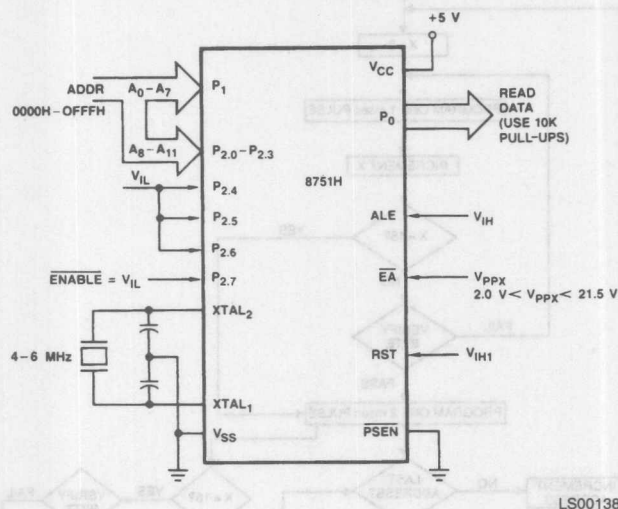 +5 V
VCC
ADDR
0000H-OFFFH
A0-A7
P1
A8-A11
P2.0-P2.3
P0
READ
DATA
(USE 10K
PULL-UPS)
8751H
VIL
P2.4
P2.5
P2.6
ENABLE = VIL
P2.7
ALE
VIH
EA
VPPX
2.0 V < VPPX < 21.5 V
XTAL2
4-6 MHz
XTAL1
RST
VIH1
VSS
PSEN
LS00138